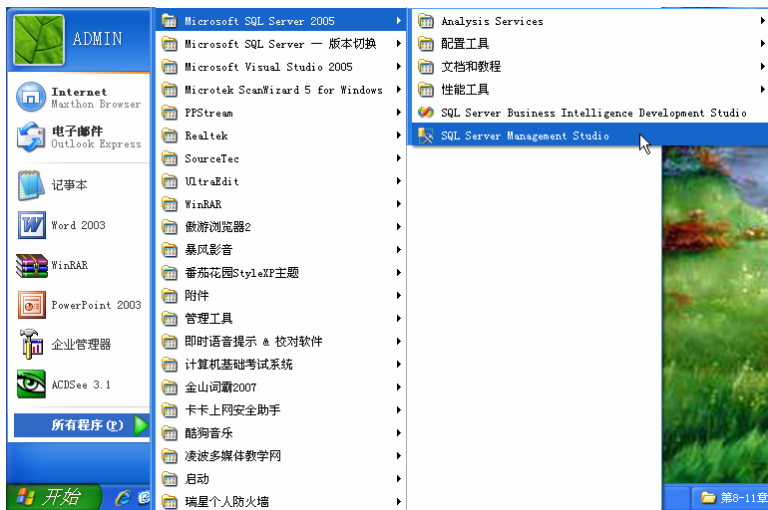 ADMIN
Internet
Maxthon Browser
电子邮件
Outlook Express
记事本
Word 2003
WinRAR
PowerPoint 2003
企业管理器
ACDSee 3.1
所有程序(P)
开始
Microsoft SQL Server 2005
Microsoft SQL Server — 版本切换
Microsoft Visual Studio 2005
Microtek ScanWizard 5 for Windows
PPStream
Realtek
SourceTec
UltraEdit
WinRAR
傲游浏览器2
暴风影音
番茄花园StyleXP主题
附件
管理工具
即时语音提示 & 校对软件
计算机基础考试系统
金山词霸2007
卡卡上网安全助手
酷狗音乐
凌波多媒体教学网
启动
瑞星个人防火墙
Analysis Services
配置工具
文档和教程
性能工具
SQL Server Business Intelligence Development Studio
SQL Server Management Studio
第8-11章